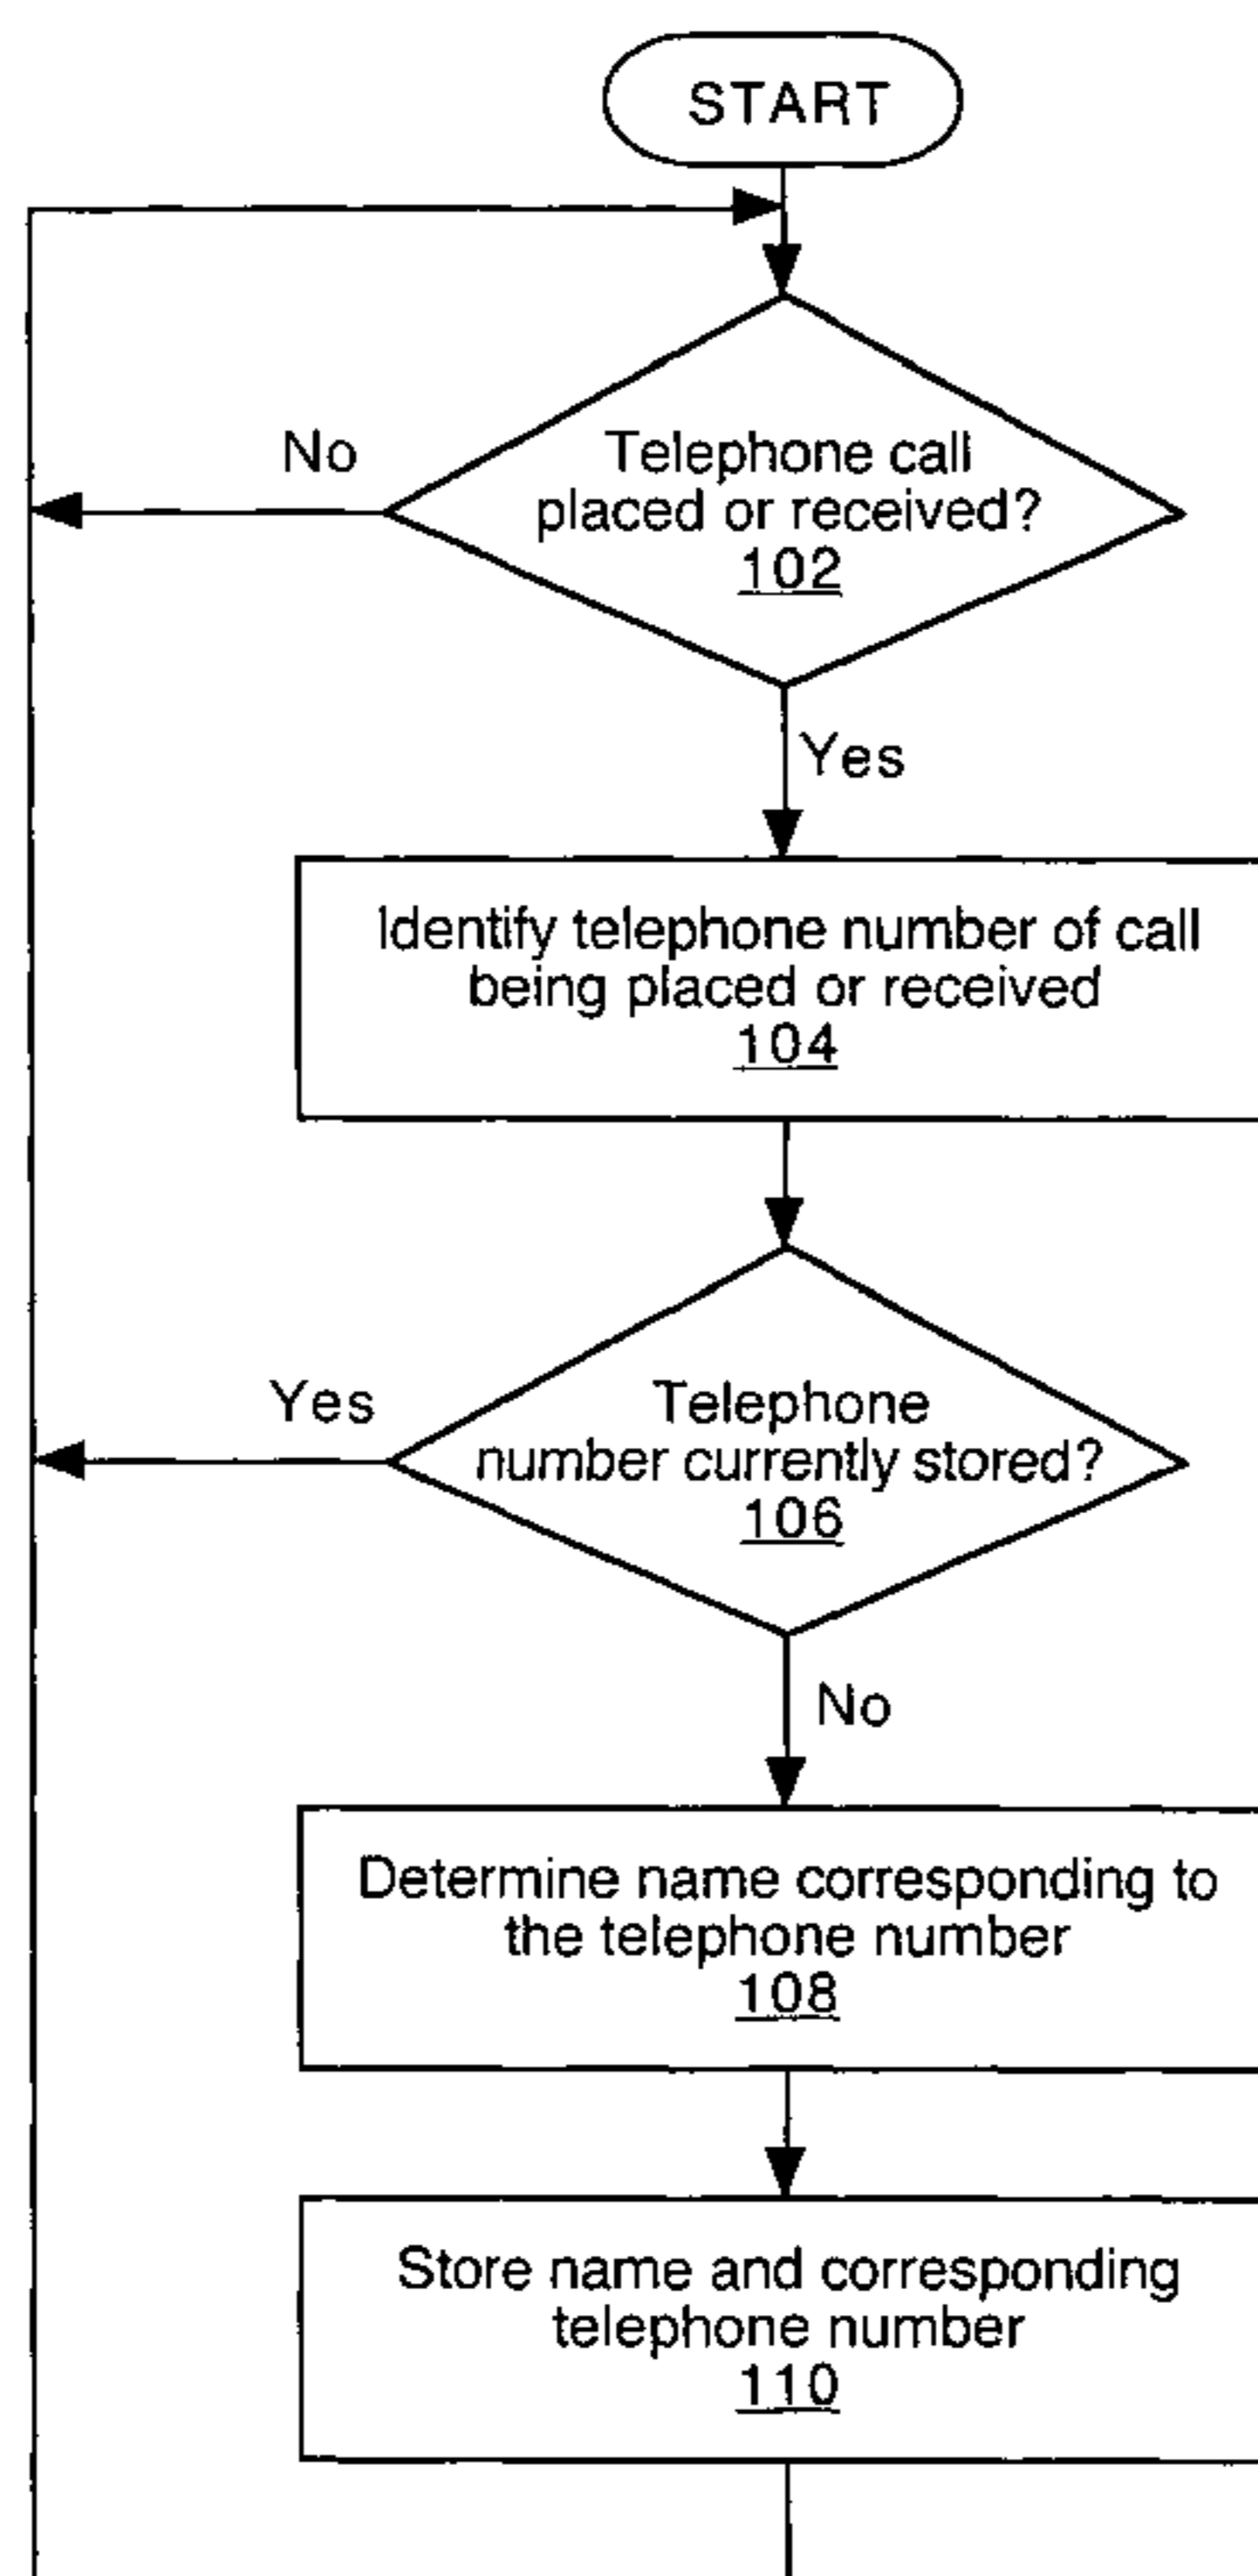 START
No
Telephone call
placed or received?
102
Yes
Identify telephone number of call
being placed or received
104
Yes
Telephone
number currently stored?
106
No
Determine name corresponding to
the telephone number
108
Store name and corresponding
telephone number
110